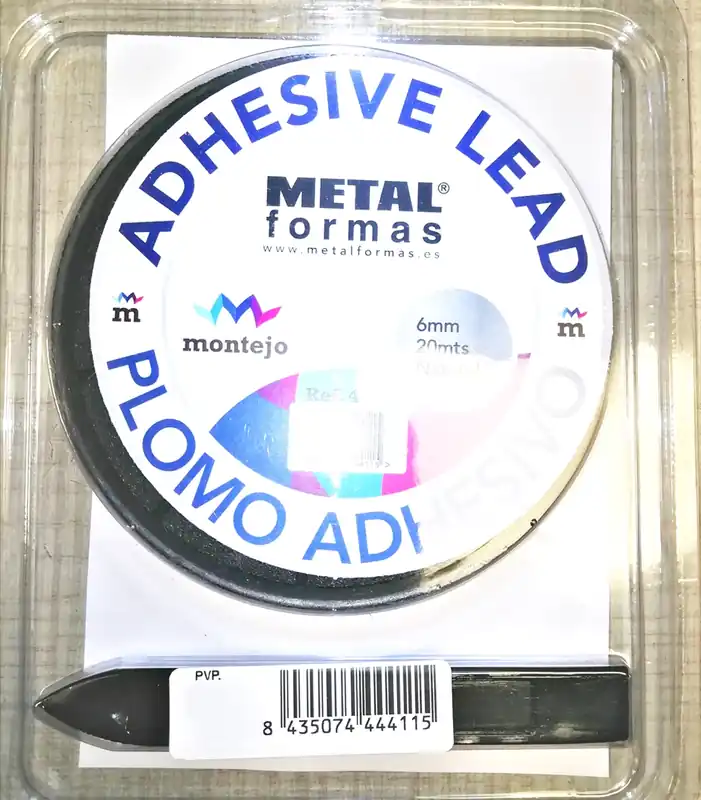 ADHESIVE LEAD
METAL®
formas
www.metalformas.es
m
montejo
6mm
20mts
m
PLOMO ADHESIVO
PVP.
8 435074 444115